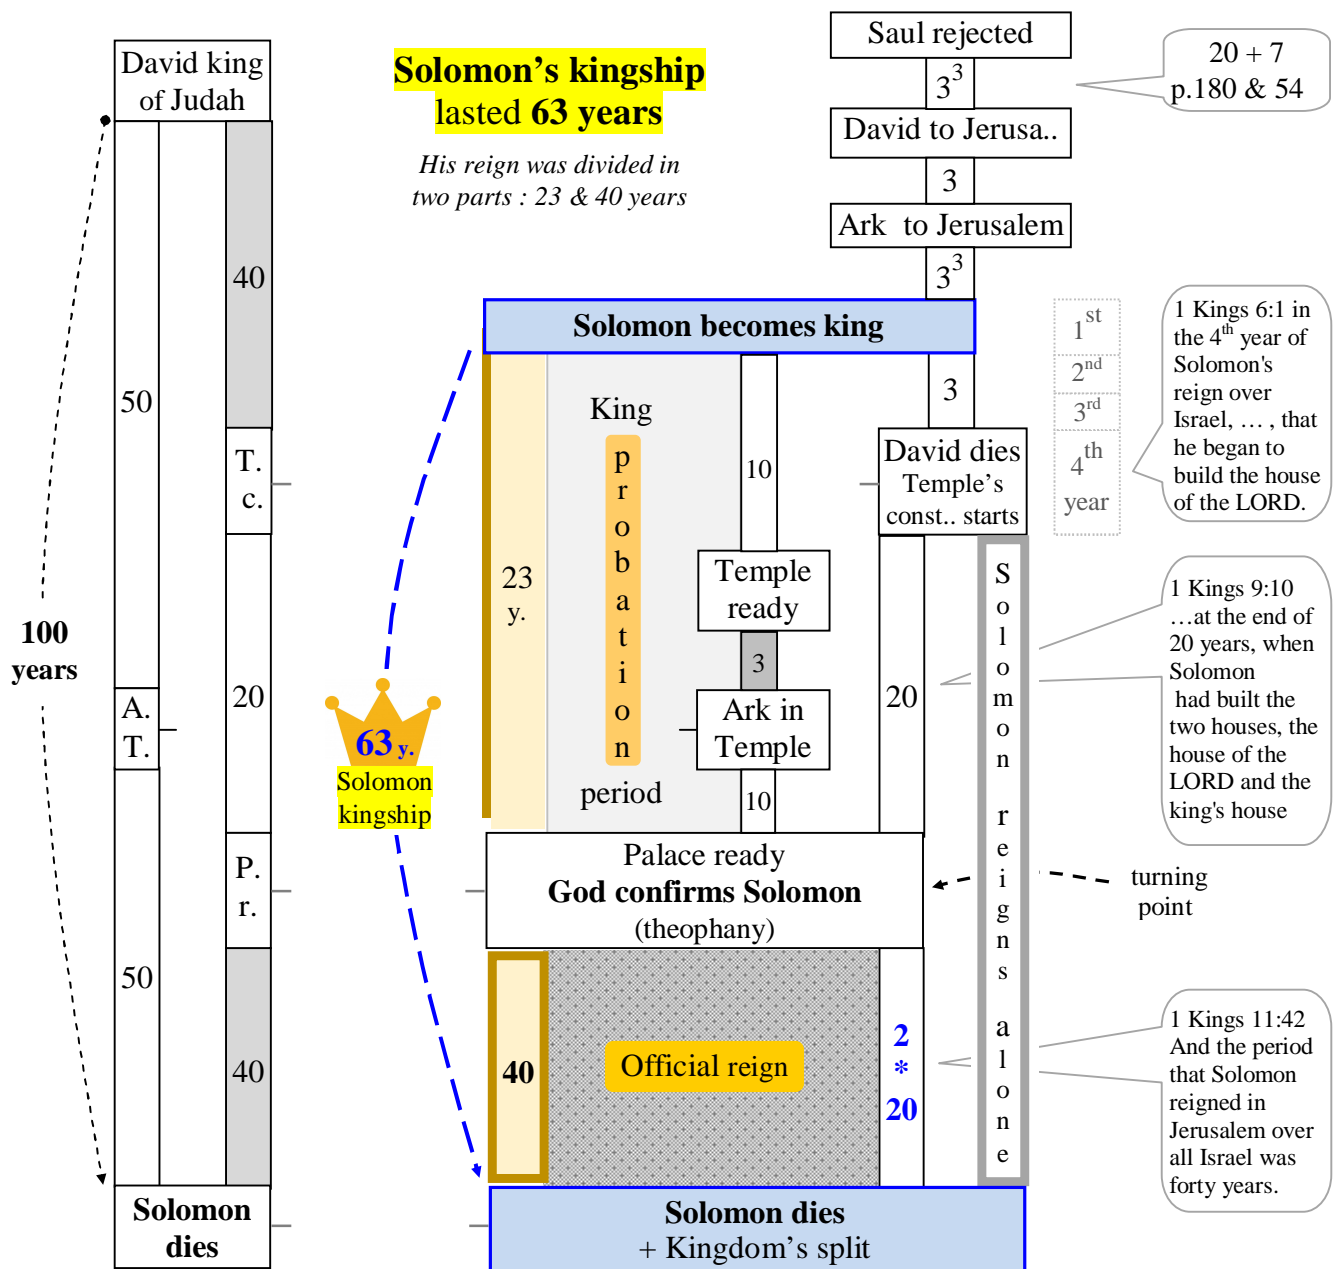 David king
of Judah
100
years
50
A.
T.
50
40
T.
c.
20
P.
r.
40
Solomon
dies
Solomon's kingship
lasted 63 years
His reign was divided in
two parts : 23 & 40 years
Saul rejected
3³
David to Jerusa..
3
Ark to Jerusalem
3³
20 + 7
p.180 & 54
Solomon becomes king
63 y.
Solomon
kingship
23
y.
King
probation
period
10
Temple
ready
3
Ark in
Temple
10
3
David dies
Temple's
const.. starts
20
Solomon reigns alone
1st
2nd
3rd
4th
year
1 Kings 6:1 in
the 4th year of
Solomon's
reign over
Israel, … , that
he began to
build the house
of the LORD.
1 Kings 9:10
…at the end of
20 years, when
Solomon
had built the
two houses, the
house of the
LORD and the
king's house
Palace ready
God confirms Solomon
(theophany)
turning
point
40
Official reign
2
*
20
1 Kings 11:42
And the period
that Solomon
reigned in
Jerusalem over
all Israel was
forty years.
Solomon dies
+ Kingdom's split